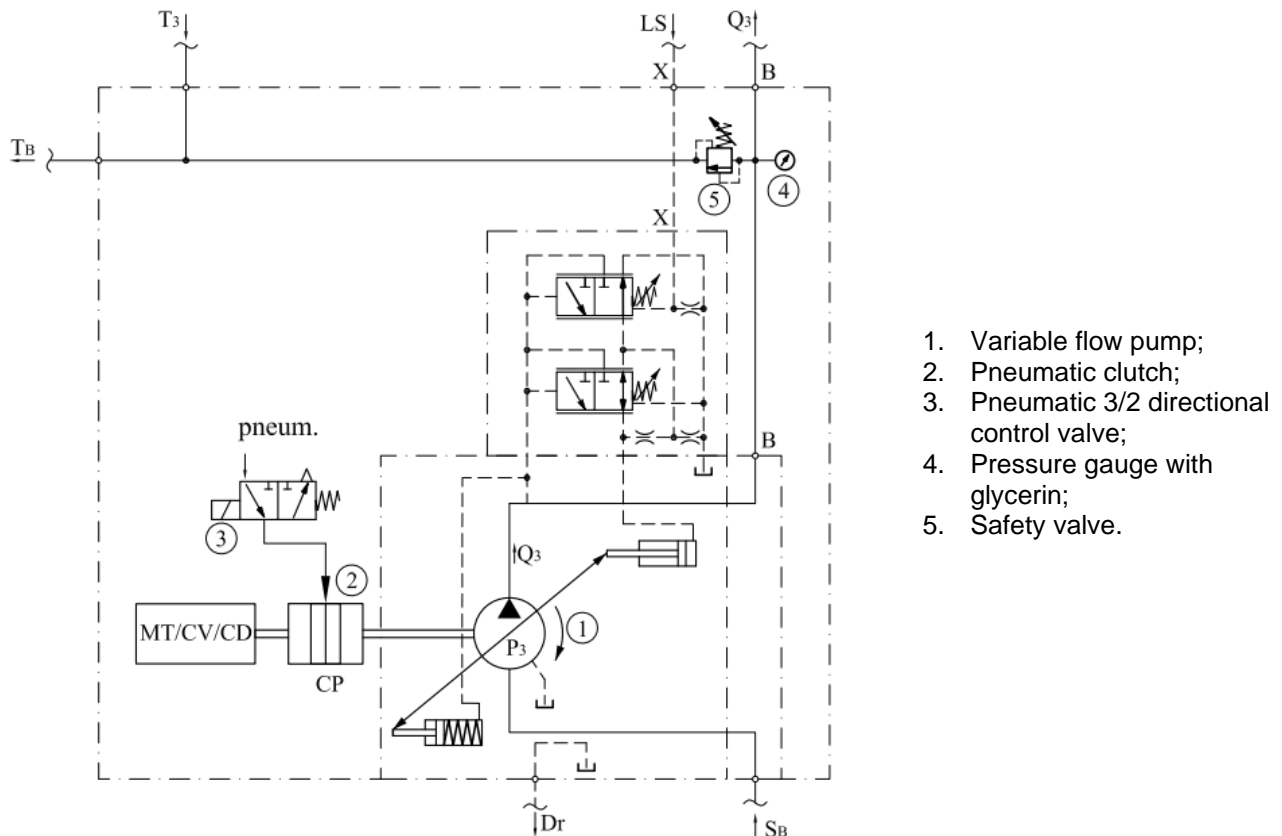 T3 LS Q3
X B
TB
5 4
X
pneum.
B
3
Q3
2
1
MT/CV/CD
P3
CP
Dr SB
1. Variable flow pump;
2. Pneumatic clutch;
3. Pneumatic 3/2 directional
control valve;
4. Pressure gauge with
glycerin;
5. Safety valve.